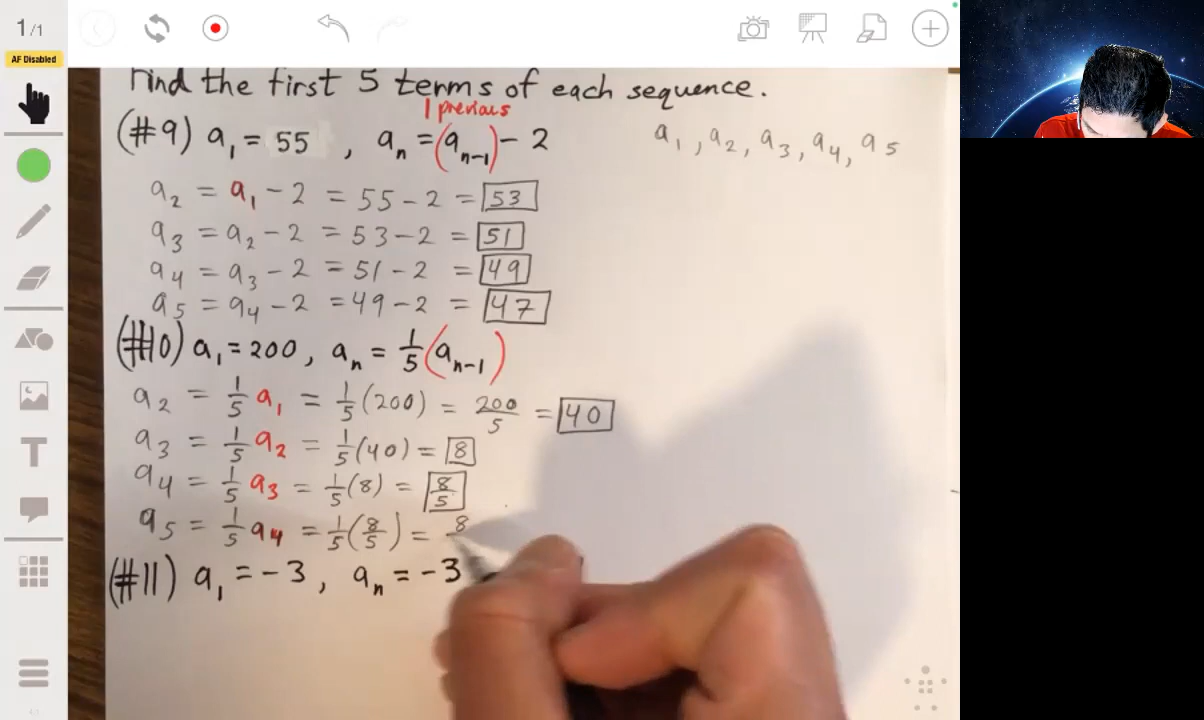 1/1
AF Disabled
T
Find the first 5 terms of each sequence.
1 previous
(#9) a₁ = 55 , aₙ = (aₙ₋₁) - 2
a₁, a₂, a₃, a₄, a₅
a₂ = a₁ - 2 = 55 - 2 = 53
a₃ = a₂ - 2 = 53 - 2 = 51
a₄ = a₃ - 2 = 51 - 2 = 49
a₅ = a₄ - 2 = 49 - 2 = 47
(#10) a₁ = 200, aₙ = 1/5 (aₙ₋₁)
a₂ = 1/5 a₁ = 1/5 (200) = 200/5 = 40
a₃ = 1/5 a₂ = 1/5 (40) = 8
a₄ = 1/5 a₃ = 1/5 (8) = 8/5
a₅ = 1/5 a₄ = 1/5 (8/5) = 8
(#11) a₁ = -3, aₙ = -3